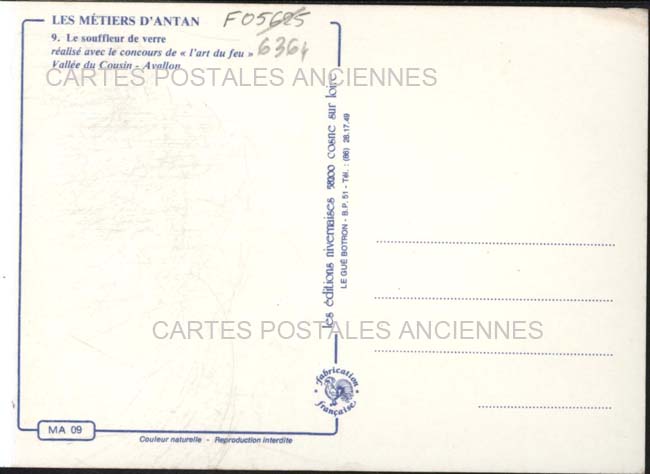 LES MÉTIERS D'ANTAN
F05625
9. Le souffleur de verre
6364
réalisé avec le concours de « l'art du feu »
Vallée du Cousin - Avallon
CARTES POSTALES ANCIENNES
les éditions nivernaises 58200 cosne sur loire
LE GUÉ BOTRON - B.P. 51 - Tél. : (86) 28.17.49
CARTES POSTALES ANCIENNES
fabrication
française
MA 09
Couleur naturelle - Reproduction interdite